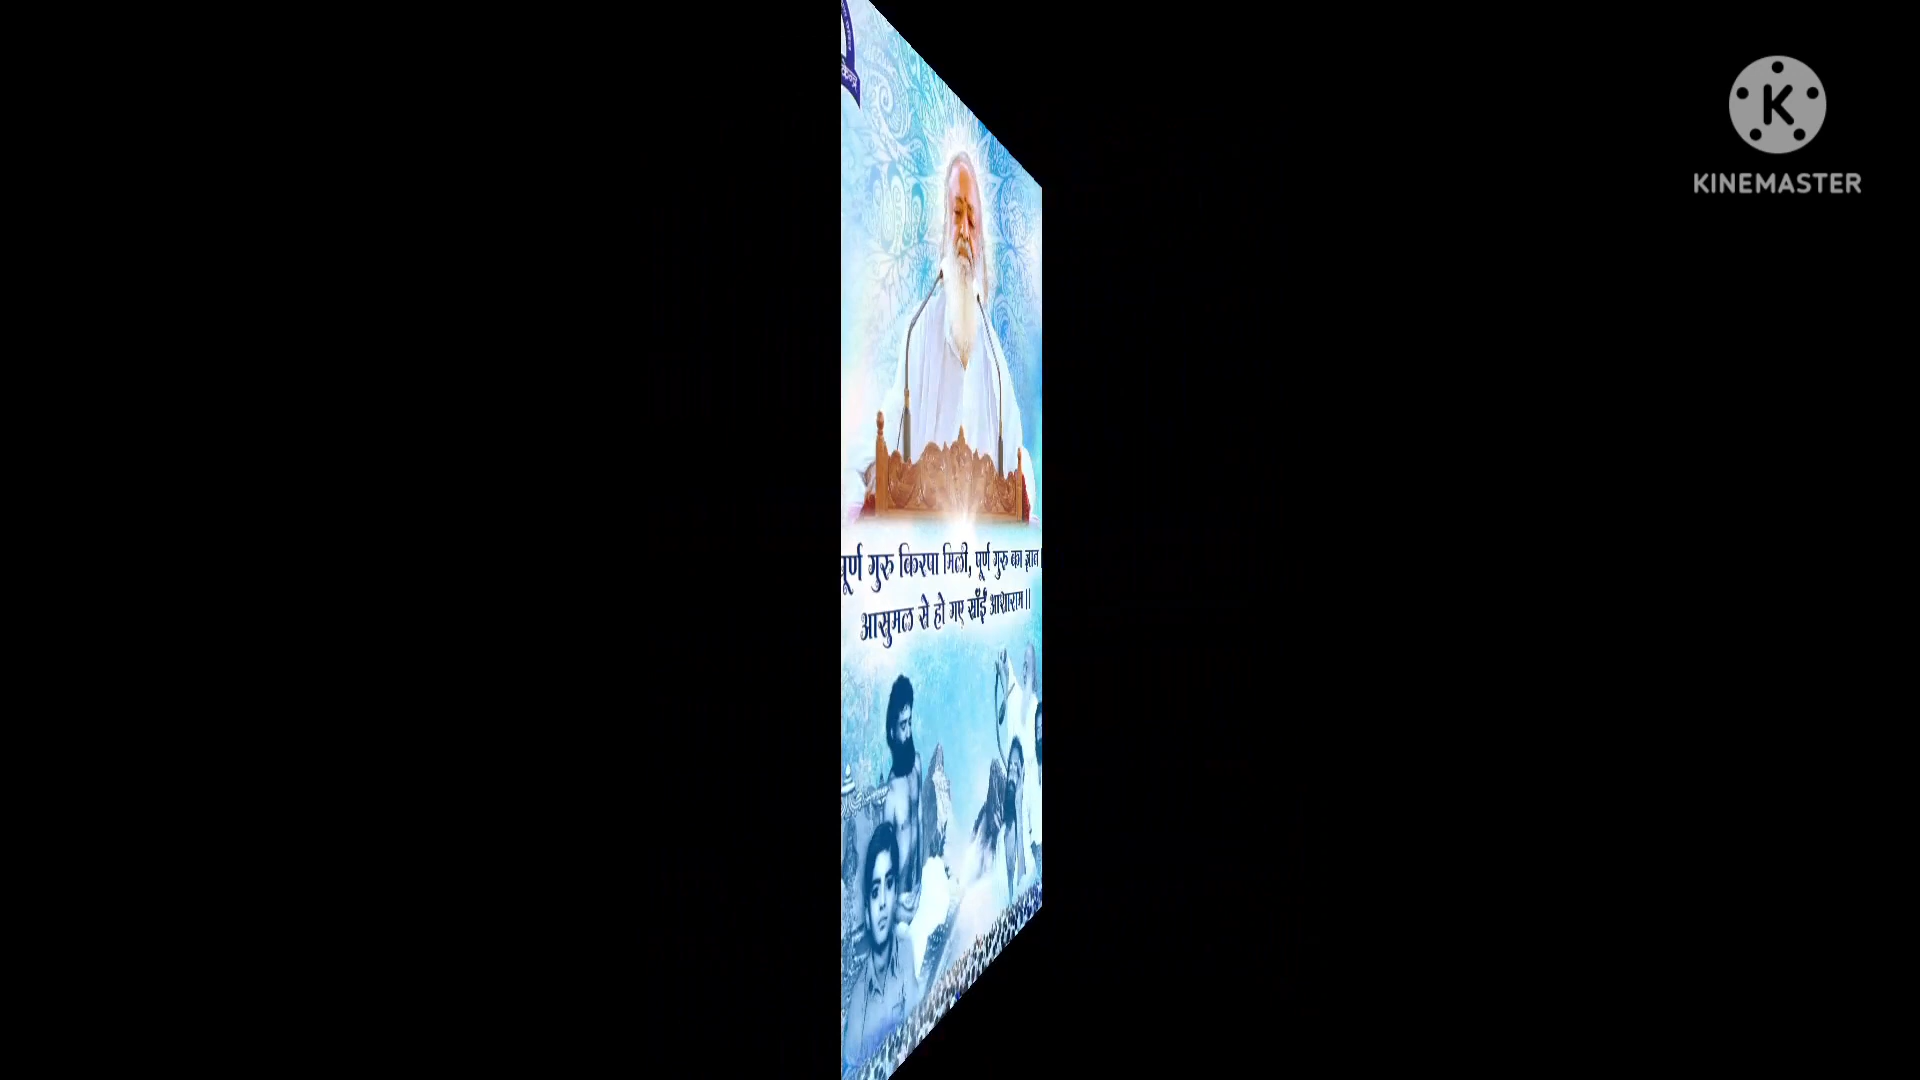 KINEMASTER
पूर्ण गुरु किरपा मिली, पूर्ण गुरु का ज्ञान
आसुमल से हो गए साँईं आशाराम॥